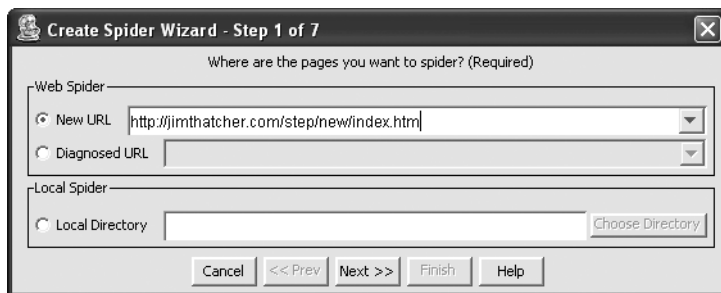 Create Spider Wizard - Step 1 of 7
Where are the pages you want to spider? (Required)
Web Spider
New URL http://jimthatcher.com/step/new/index.htm
Diagnosed URL
Local Spider
Local Directory Choose Directory
Cancel << Prev Next >> Finish Help